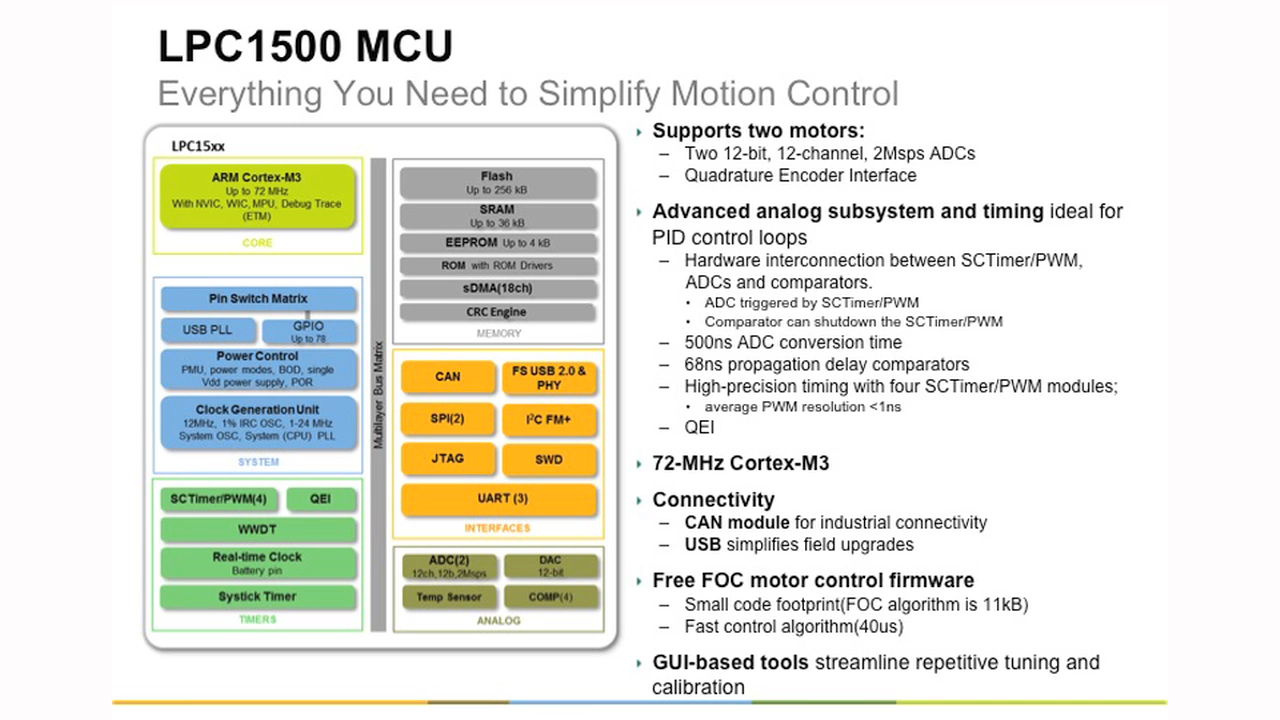 LPC1500 MCU
Everything You Need to Simplify Motion Control
LPC15xx
ARM Cortex-M3
Up to 72 MHz
With NVIC, WIC, MPU, Debug Trace
(ETM)
CORE
Pin Switch Matrix
USB PLL
GPIO
Up to 78
Power Control
PMU, power modes, BOD, single
Vdd power supply, POR
Clock Generation Unit
12MHz, 1% IRC OSC, 1-24 MHz
System OSC, System (CPU) PLL
SYSTEM
SCTimer/PWM(4)
QEI
WWDT
Real-time Clock
Battery pin
Systick Timer
TIMERS
Multilayer Bus Matrix
Flash
Up to 256 kB
SRAM
Up to 36 kB
EEPROM Up to 4 kB
ROM with ROM Drivers
sDMA(18ch)
CRC Engine
MEMORY
CAN
FS USB 2.0 &
PHY
SPI(2)
I²C FM+
JTAG
SWD
UART (3)
INTERFACES
ADC(2)
12ch,12b,2Msps
DAC
12-bit
Temp Sensor
COMP(4)
ANALOG
Supports two motors:
– Two 12-bit, 12-channel, 2Msps ADCs
– Quadrature Encoder Interface
Advanced analog subsystem and timing ideal for
PID control loops
– Hardware interconnection between SCTimer/PWM,
ADCs and comparators.
• ADC triggered by SCTimer/PWM
• Comparator can shutdown the SCTimer/PWM
– 500ns ADC conversion time
– 68ns propagation delay comparators
– High-precision timing with four SCTimer/PWM modules;
• average PWM resolution <1ns
– QEI
72-MHz Cortex-M3
Connectivity
– CAN module for industrial connectivity
– USB simplifies field upgrades
Free FOC motor control firmware
– Small code footprint(FOC algorithm is 11kB)
– Fast control algorithm(40us)
GUI-based tools streamline repetitive tuning and
calibration